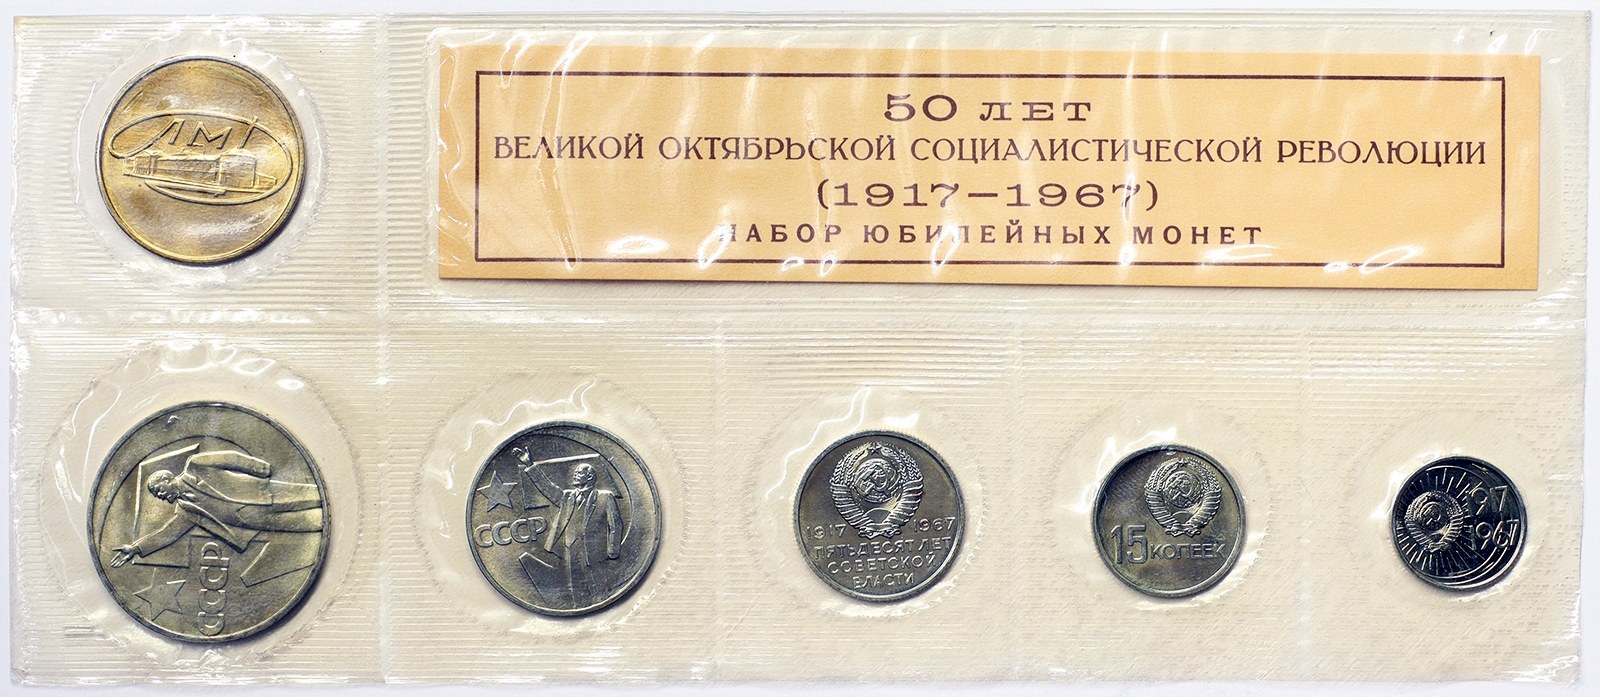 ЛМД
50 ЛЕТ
ВЕЛИКОЙ ОКТЯБРЬСКОЙ СОЦИАЛИСТИЧЕСКОЙ РЕВОЛЮЦИИ
(1917–1967)
НАБОР ЮБИЛЕЙНЫХ МОНЕТ
СССР
СССР
1917 1967
ПЯТЬДЕСЯТ ЛЕТ
СОВЕТСКОЙ
ВЛАСТИ
15 КОПЕЕК
1917
1967